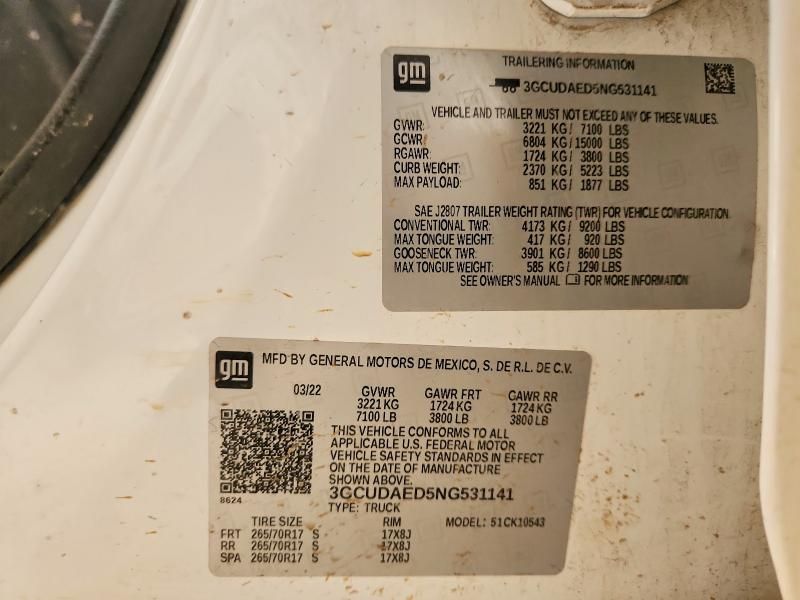 gm
TRAILERING INFORMATION
3GCUDAED5NG531141
VEHICLE AND TRAILER MUST NOT EXCEED ANY OF THESE VALUES.
GVWR: 3221 KG / 7100 LBS
GCWR: 6804 KG / 15000 LBS
RGAWR: 1724 KG / 3800 LBS
CURB WEIGHT: 2370 KG / 5223 LBS
MAX PAYLOAD: 851 KG / 1877 LBS
SAE J2807 TRAILER WEIGHT RATING (TWR) FOR VEHICLE CONFIGURATION
CONVENTIONAL TWR: 4173 KG / 9200 LBS
MAX TONGUE WEIGHT: 417 KG / 920 LBS
GOOSENECK TWR: 3901 KG / 8600 LBS
MAX TONGUE WEIGHT: 585 KG / 1290 LBS
SEE OWNER'S MANUAL FOR MORE INFORMATION
gm
MFD BY GENERAL MOTORS DE MEXICO, S. DE R.L. DE C.V.
03/22 GVWR GAWR FRT GAWR RR
3221 KG 1724 KG 1724 KG
7100 LB 3800 LB 3800 LB
THIS VEHICLE CONFORMS TO ALL
APPLICABLE U.S. FEDERAL MOTOR
VEHICLE SAFETY STANDARDS IN EFFECT
ON THE DATE OF MANUFACTURE
SHOWN ABOVE.
3GCUDAED5NG531141
8624
TYPE: TRUCK
TIRE SIZE RIM MODEL: 51CK10543
FRT 265/70R17 S 17X8J
RR 265/70R17 S 17X8J
SPA 265/70R17 S 17X8J